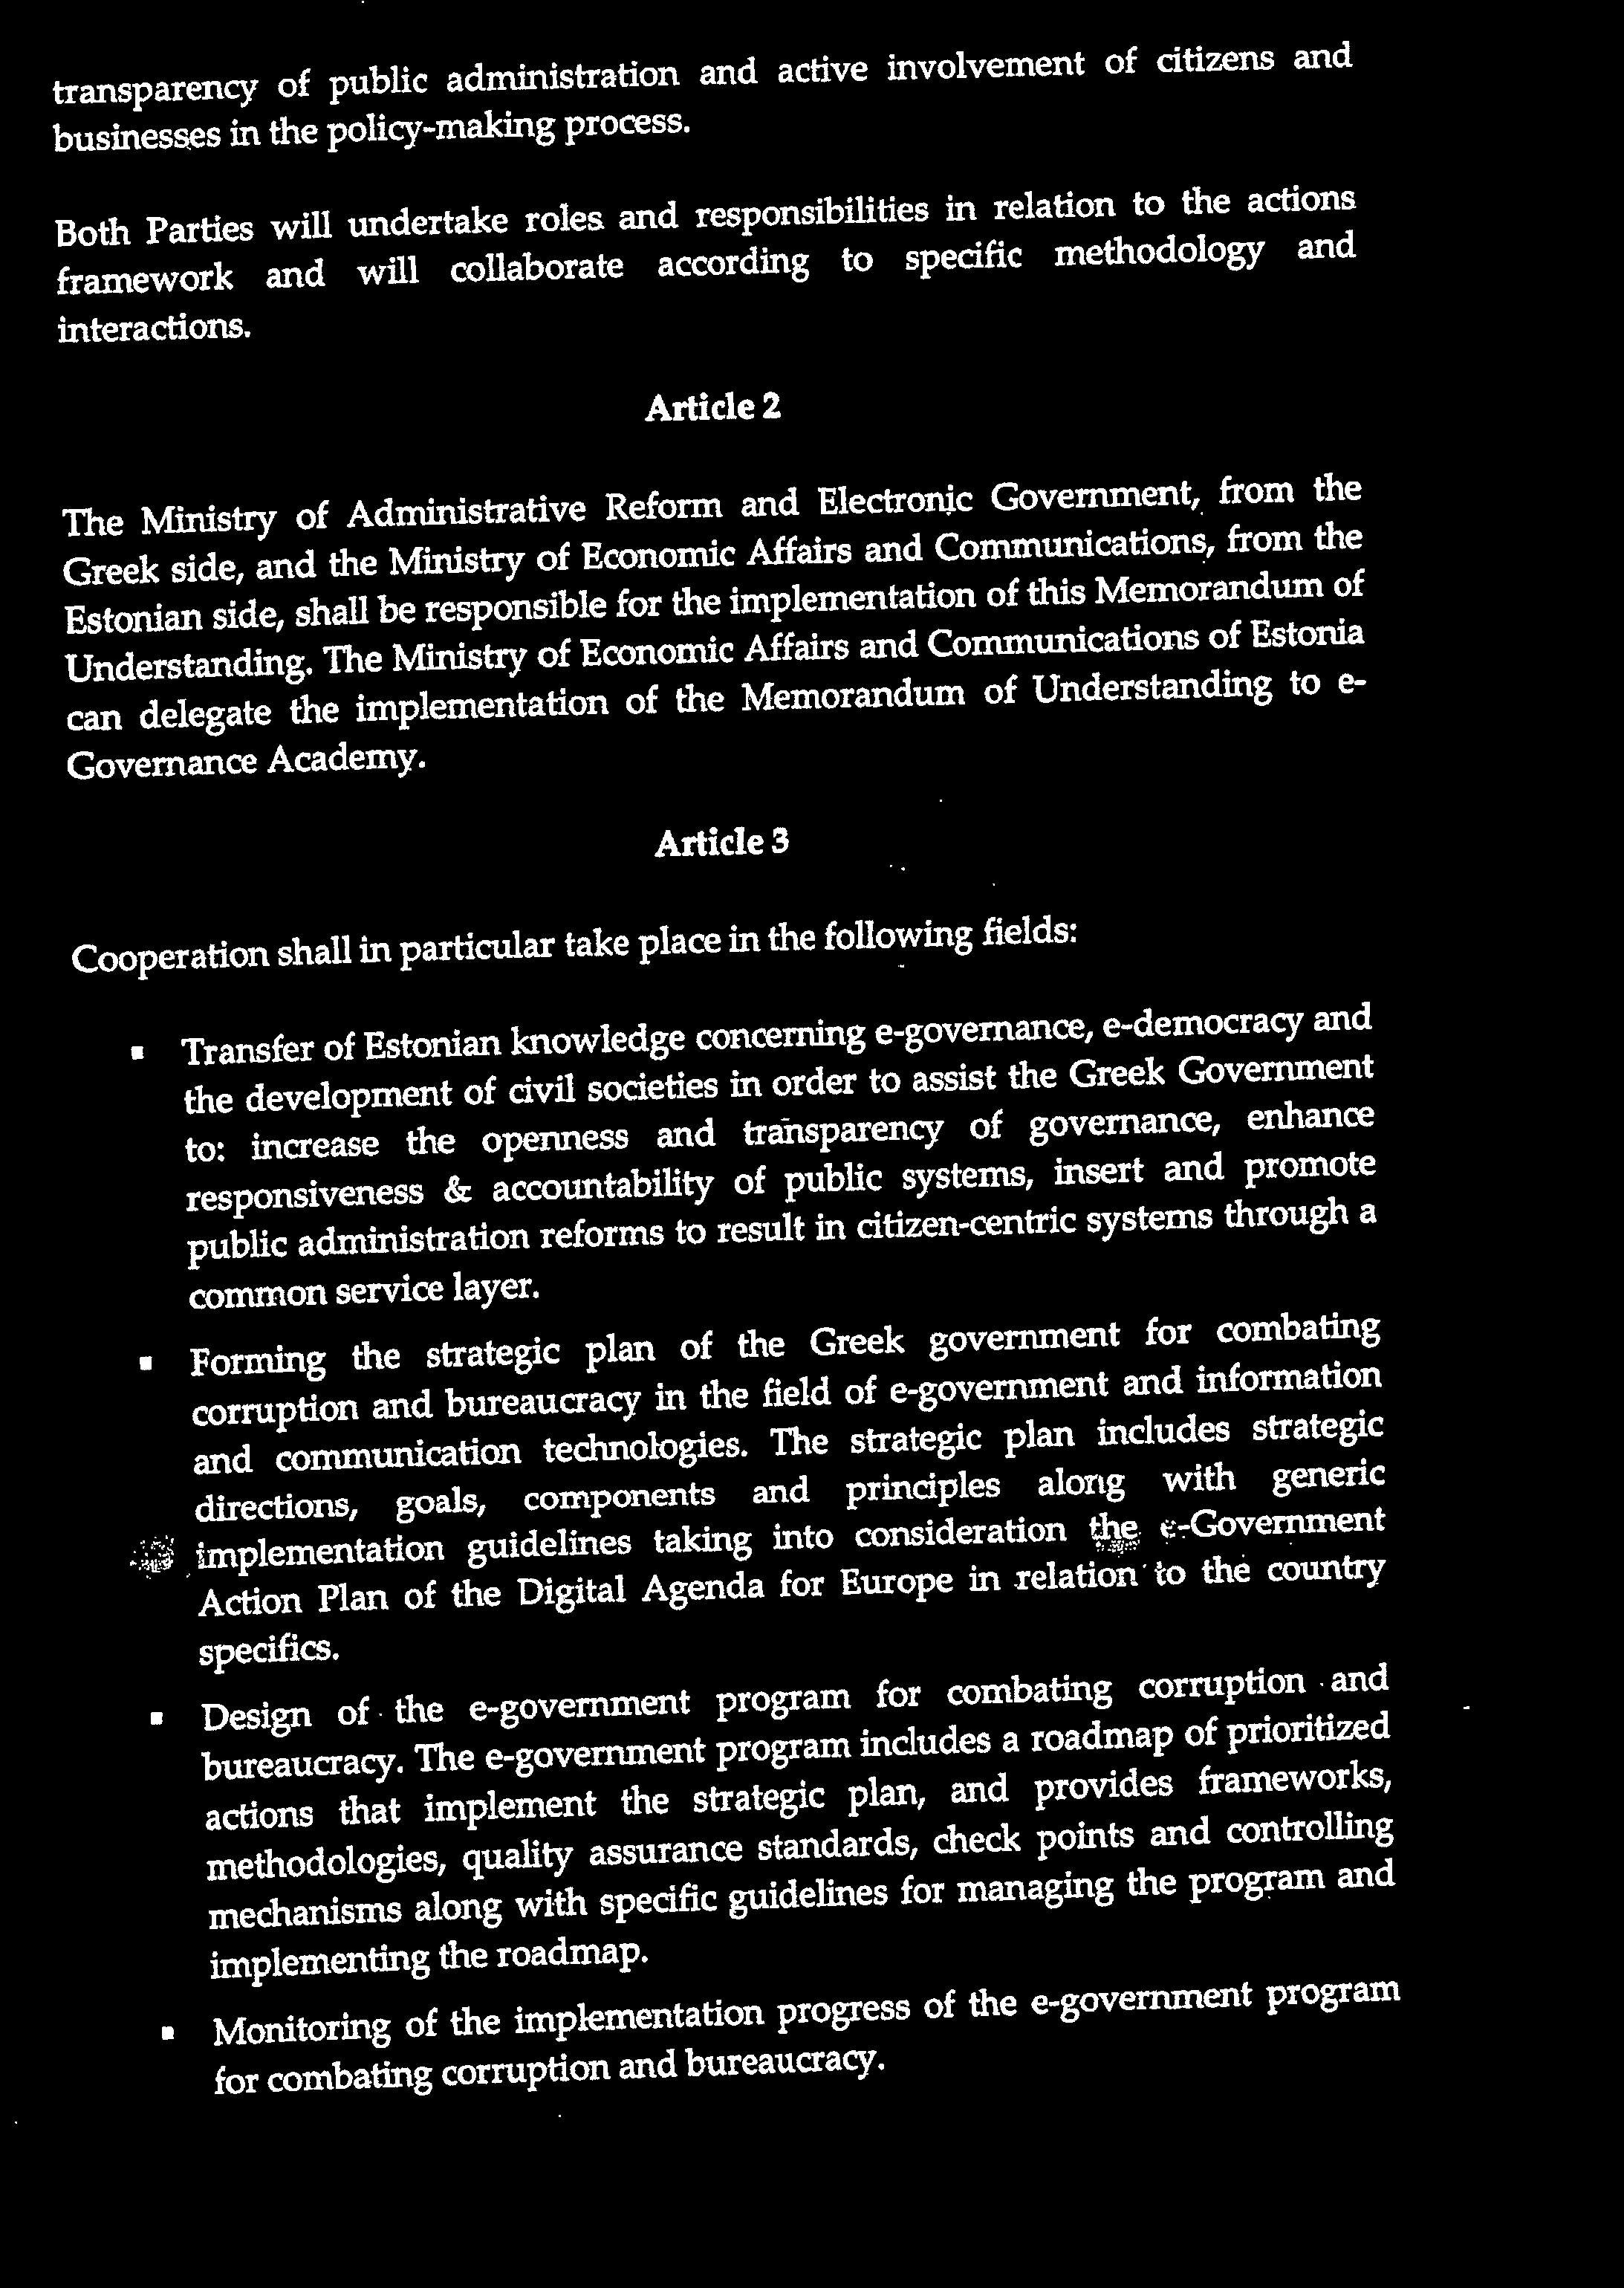 transparency of public administration and active involvement of citizens and
businesses in the policy-making process.
Both Parties will undertake roles and responsibilities in relation to the actions
framework and will collaborate according to specific methodology and
interactions.
Article 2
The Ministry of Administrative Reform and Electronic Government, from the
Greek side, and the Ministry of Economic Affairs and Communications, from the
Estonian side, shall be responsible for the implementation of this Memorandum of
Understanding. The Ministry of Economic Affairs and Communications of Estonia
can delegate the implementation of the Memorandum of Understanding to e-
Governance Academy.
Article 3
Cooperation shall in particular take place in the following fields:
▪ Transfer of Estonian knowledge concerning e-governance, e-democracy and
the development of civil societies in order to assist the Greek Government
to: increase the openness and transparency of governance, enhance
responsiveness & accountability of public systems, insert and promote
public administration reforms to result in citizen-centric systems through a
common service layer.
▪ Forming the strategic plan of the Greek government for combating
corruption and bureaucracy in the field of e-government and information
and communication technologies. The strategic plan includes strategic
directions, goals, components and principles along with generic
implementation guidelines taking into consideration the e-Government
Action Plan of the Digital Agenda for Europe in relation to the country
specifics.
▪ Design of the e-government program for combating corruption and
bureaucracy. The e-government program includes a roadmap of prioritized
actions that implement the strategic plan, and provides frameworks,
methodologies, quality assurance standards, check points and controlling
mechanisms along with specific guidelines for managing the program and
implementing the roadmap.
▪ Monitoring of the implementation progress of the e-government program
for combating corruption and bureaucracy.